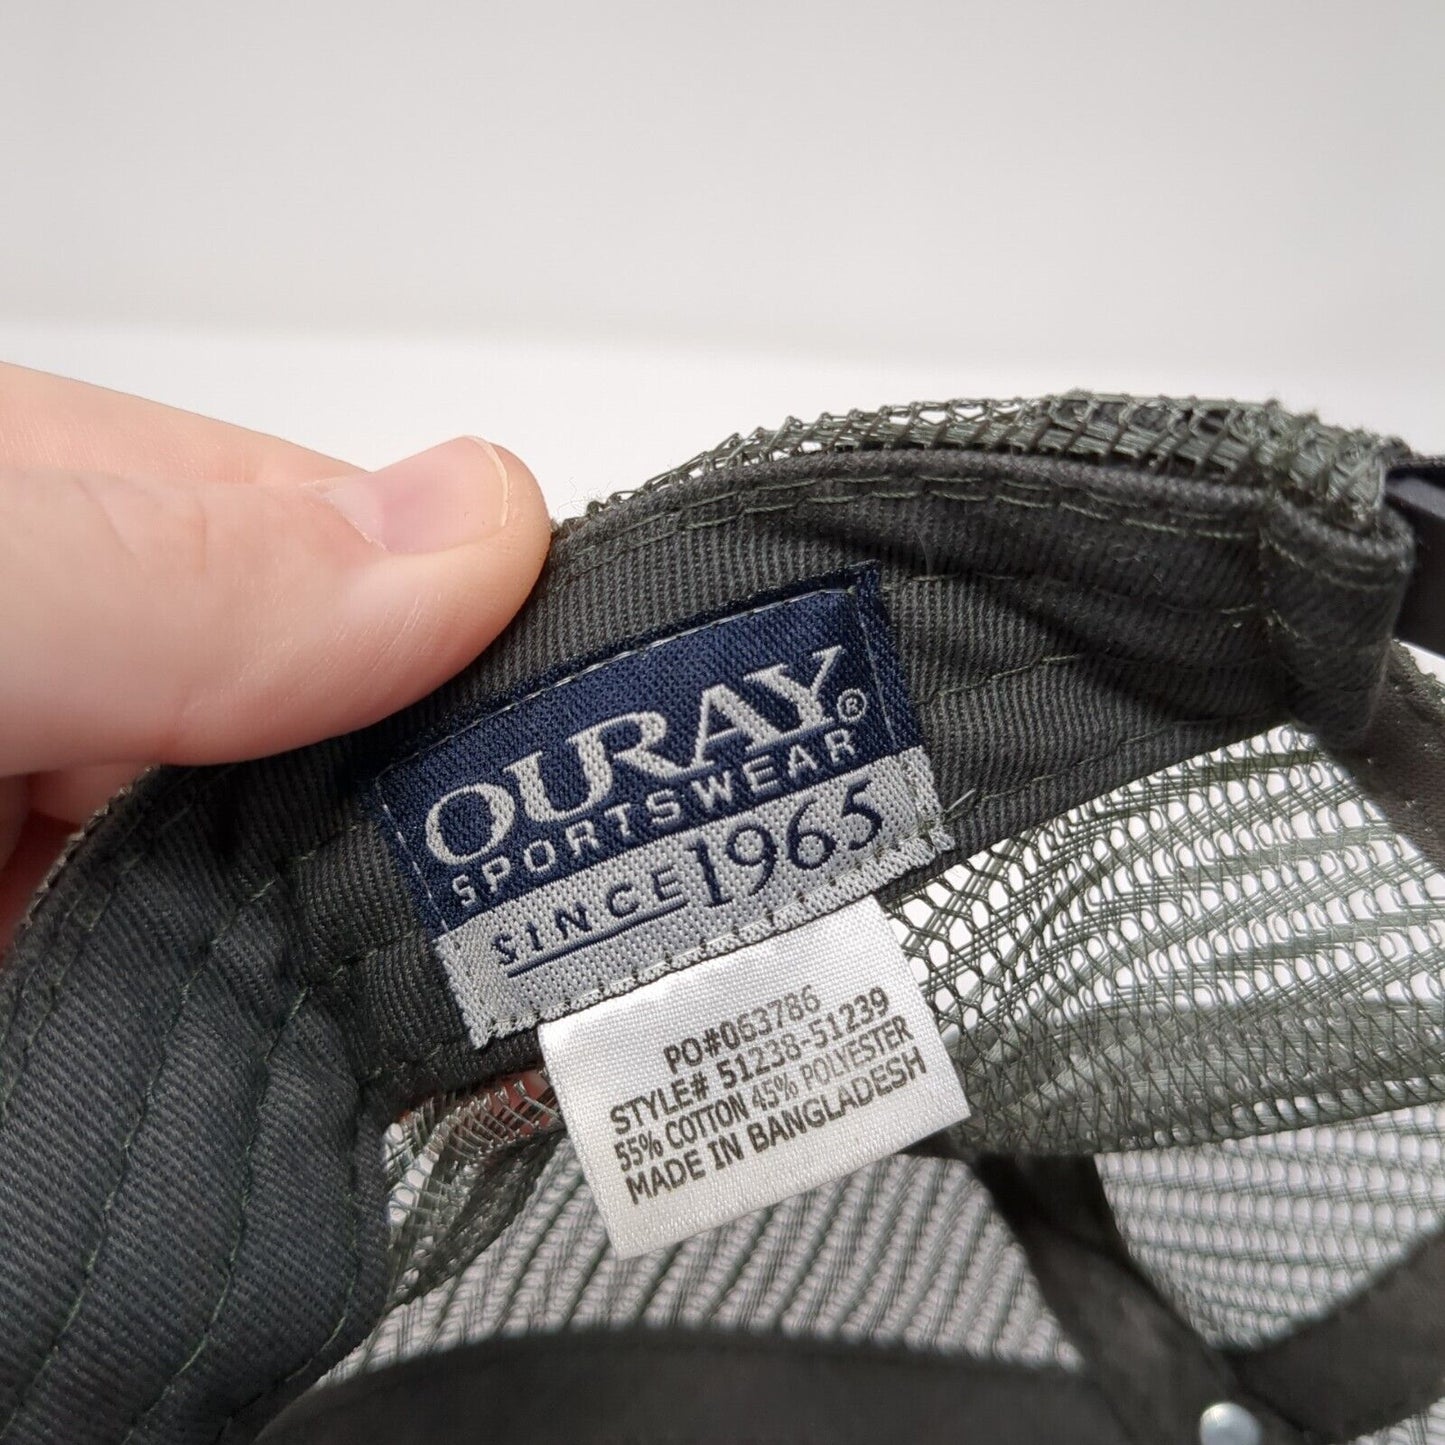 OURAY®
SPORTSWEAR
SINCE 1965
PO#063786
STYLE# 51238-51239
55% COTTON 45% POLYESTER
MADE IN BANGLADESH